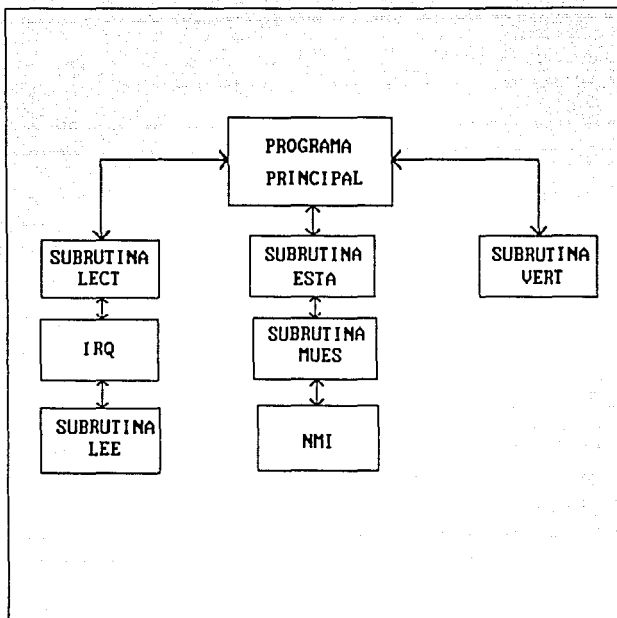 PROGRAMA
PRINCIPAL
SUBRUTINA
LECT
SUBRUTINA
ESTA
SUBRUTINA
VERT
IRQ
SUBRUTINA
MUES
SUBRUTINA
LEE
NMI